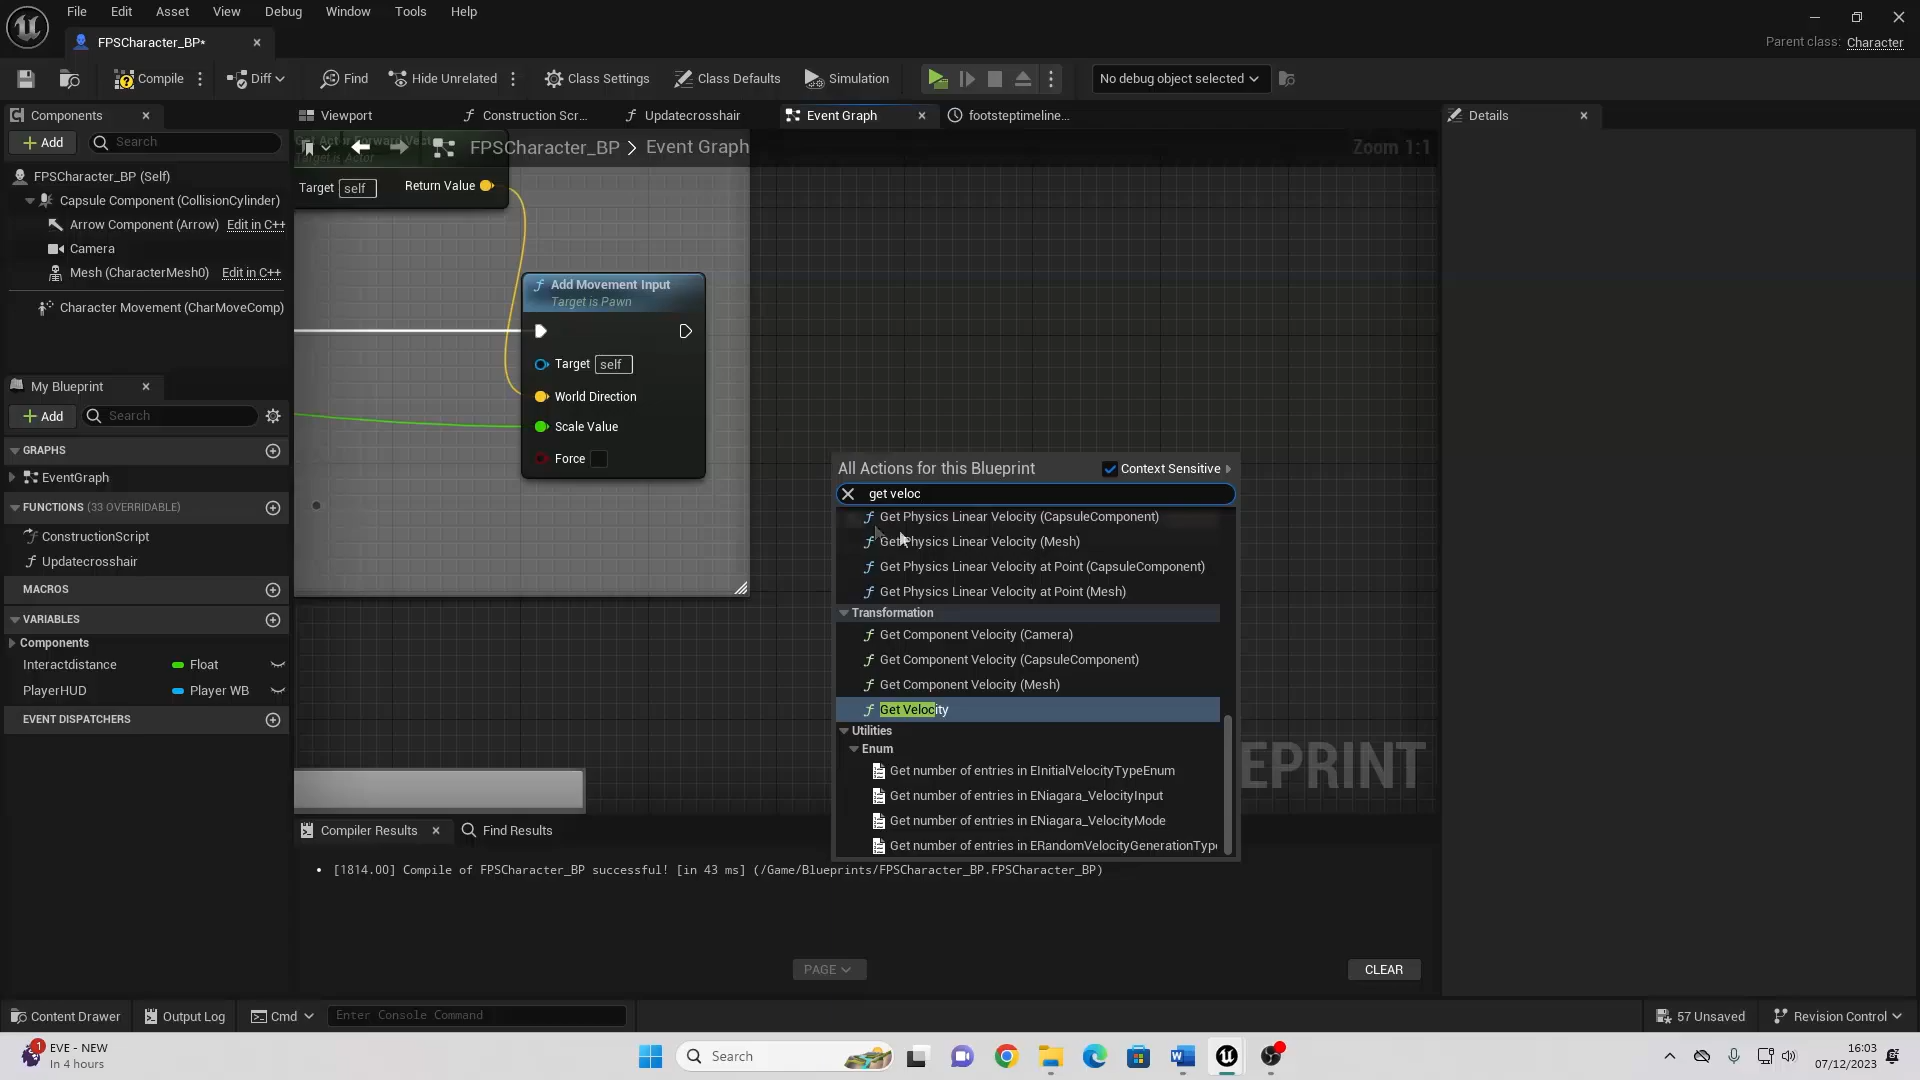 File Edit Asset View Debug Window Tools Help
FPSCharacter_BP*
Parent class: Character
Compile Diff Find Hide Unrelated Class Settings Class Defaults Simulation No debug object selected
Components Viewport Construction Scr... Updatecrosshair Event Graph footsteptimeline... Details
Add Search
FPSCharacter_BP > Event Graph Zoom 1:1
FPSCharacter_BP (Self)
Capsule Component (CollisionCylinder)
Arrow Component (Arrow) Edit in C++
Camera
Mesh (CharacterMesh0) Edit in C++
Character Movement (CharMoveComp)
My Blueprint
Add Search
GRAPHS
EventGraph
FUNCTIONS (33 OVERRIDABLE)
ConstructionScript
Updatecrosshair
MACROS
VARIABLES
Components
Interactdistance Float
PlayerHUD Player WB
EVENT DISPATCHERS
Target is Actor
Target self Return Value
Add Movement Input
Target is Pawn
Target self
World Direction
Scale Value
Force
All Actions for this Blueprint Context Sensitive
get veloc
Get Physics Linear Velocity (CapsuleComponent)
Get Physics Linear Velocity (Mesh)
Get Physics Linear Velocity at Point (CapsuleComponent)
Get Physics Linear Velocity at Point (Mesh)
Transformation
Get Component Velocity (Camera)
Get Component Velocity (CapsuleComponent)
Get Component Velocity (Mesh)
Get Velocity
Utilities
Enum
Get number of entries in EInitialVelocityTypeEnum
Get number of entries in ENiagara_VelocityInput
Get number of entries in ENiagara_VelocityMode
Get number of entries in ERandomVelocityGenerationType
EPRINT
Compiler Results Find Results
• [1814.00] Compile of FPSCharacter_BP successful! [in 43 ms] (/Game/Blueprints/FPSCharacter_BP.FPSCharacter_BP)
PAGE CLEAR
Content Drawer Output Log Cmd Enter Console Command 57 Unsaved Revision Control
1 EVE - NEW
In 4 hours
Search
16:03
07/12/2023